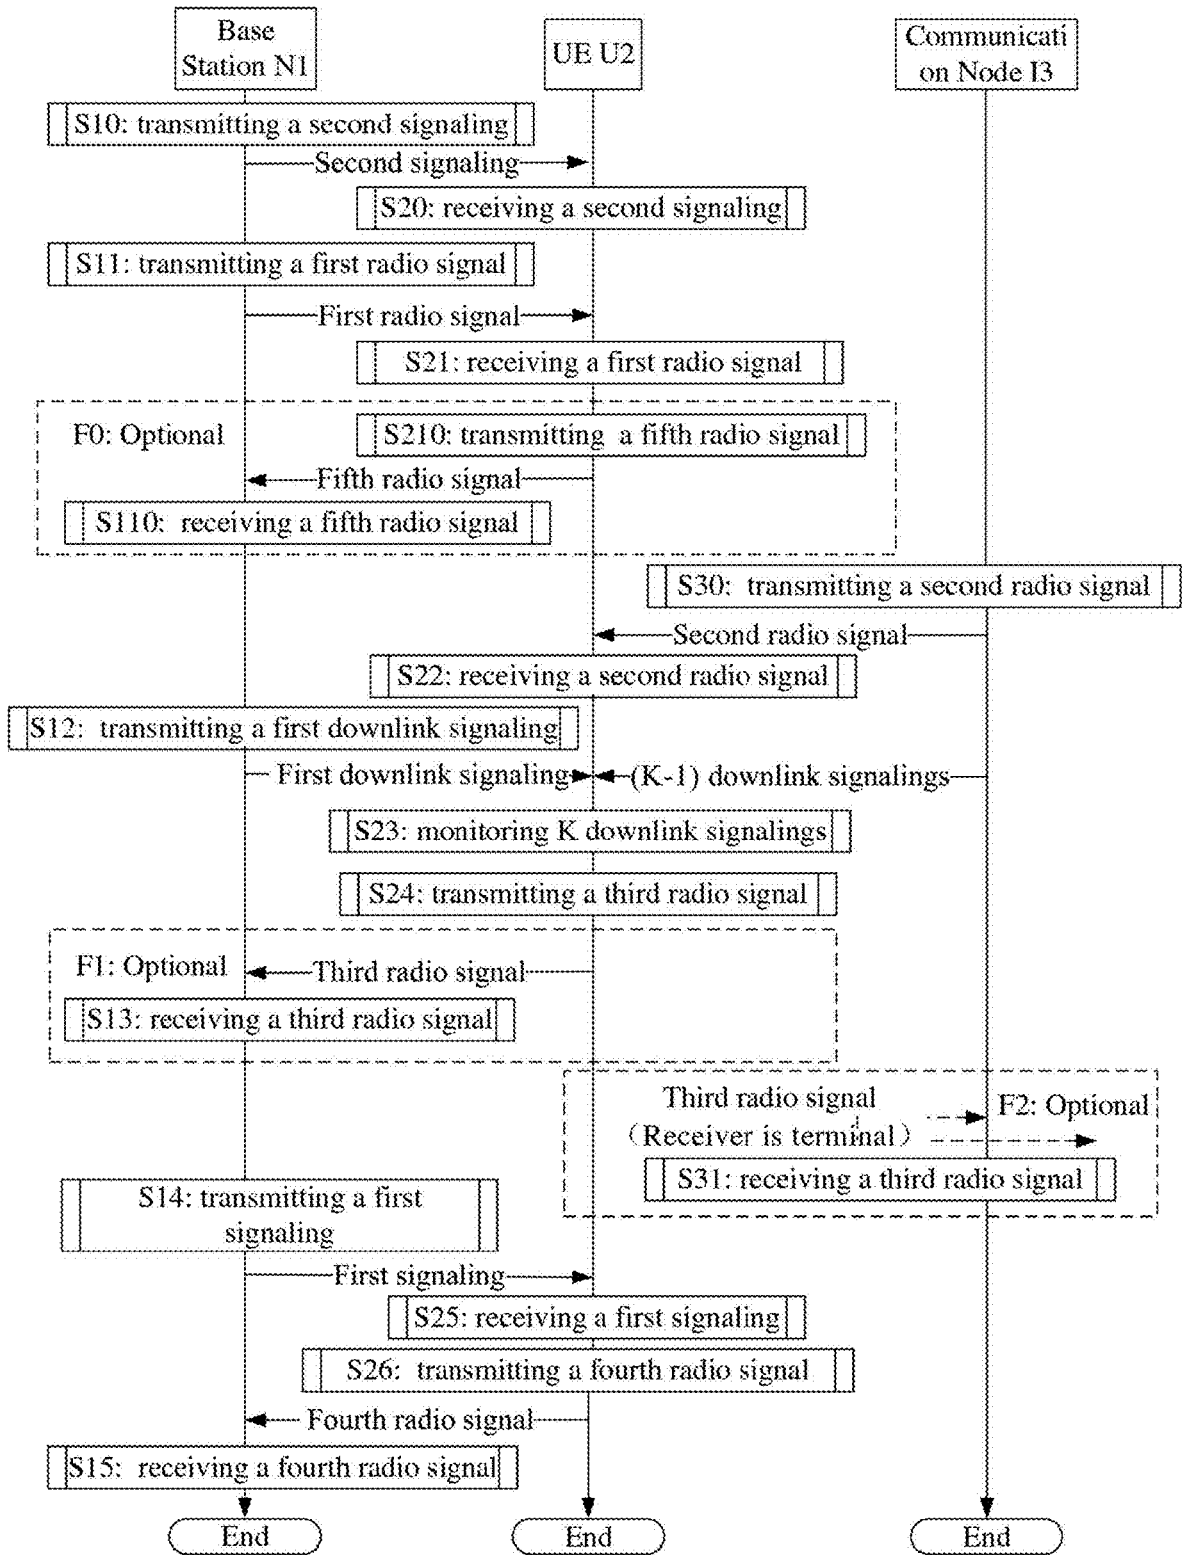 Base
Station N1
UE U2
Communicati
on Node I3
S10: transmitting a second signaling
Second signaling
S20: receiving a second signaling
S11: transmitting a first radio signal
First radio signal
S21: receiving a first radio signal
F0: Optional
S210: transmitting a fifth radio signal
Fifth radio signal
S110: receiving a fifth radio signal
S30: transmitting a second radio signal
Second radio signal
S22: receiving a second radio signal
S12: transmitting a first downlink signaling
First downlink signaling
(K-1) downlink signalings
S23: monitoring K downlink signalings
S24: transmitting a third radio signal
F1: Optional
Third radio signal
S13: receiving a third radio signal
Third radio signal
(Receiver is terminal)
F2: Optional
S31: receiving a third radio signal
S14: transmitting a first
signaling
First signaling
S25: receiving a first signaling
S26: transmitting a fourth radio signal
Fourth radio signal
S15: receiving a fourth radio signal
End
End
End